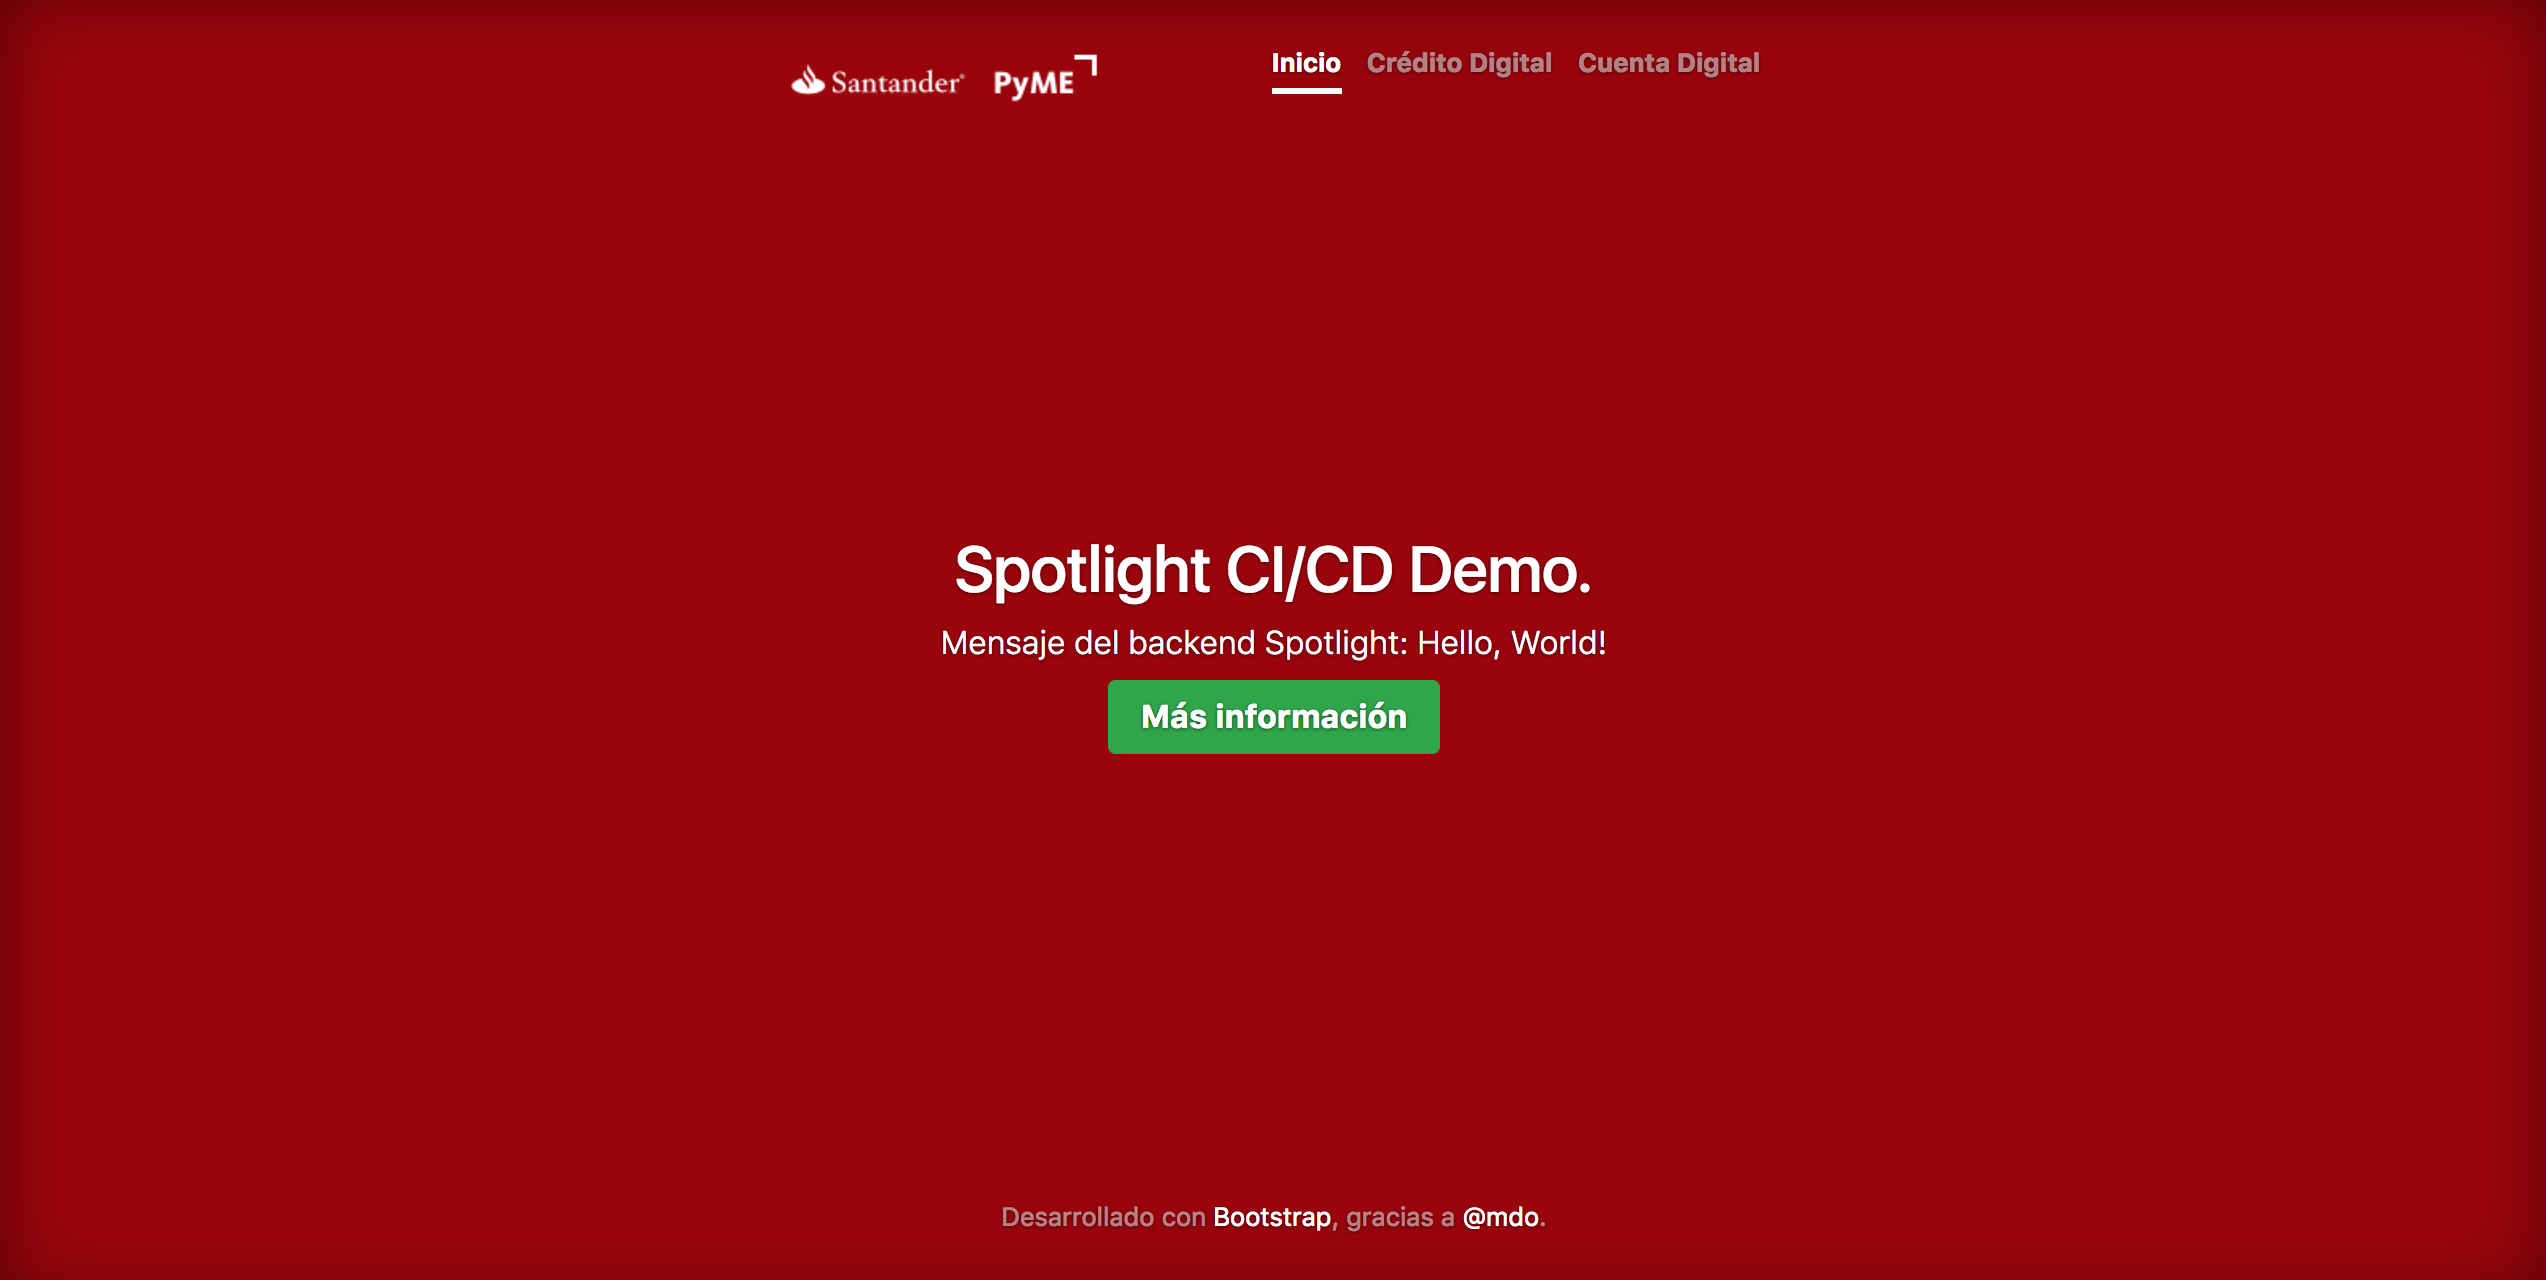 Santander® PyME
Inicio Crédito Digital Cuenta Digital
Spotlight CI/CD Demo.
Mensaje del backend Spotlight: Hello, World!
Más información
Desarrollado con Bootstrap, gracias a @mdo.